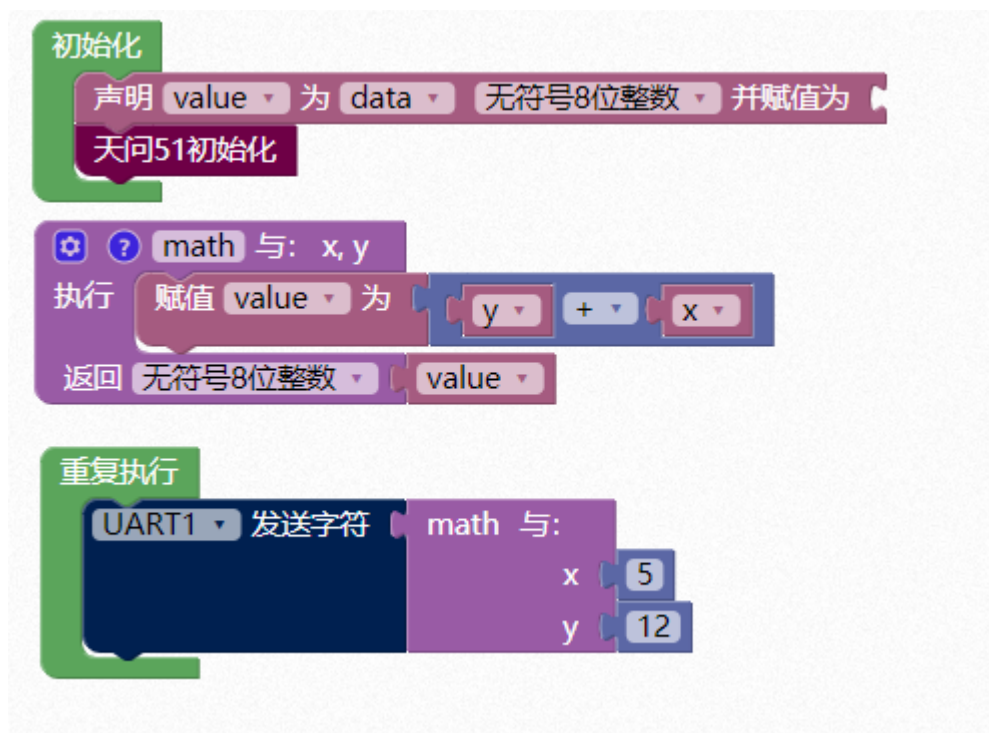 初始化
声明 value 为 data 无符号8位整数 并赋值为
天问51初始化
? math 与: x, y
执行 赋值 value 为 y + x
返回 无符号8位整数 value
重复执行
UART1 发送字符 math 与:
x 5
y 12